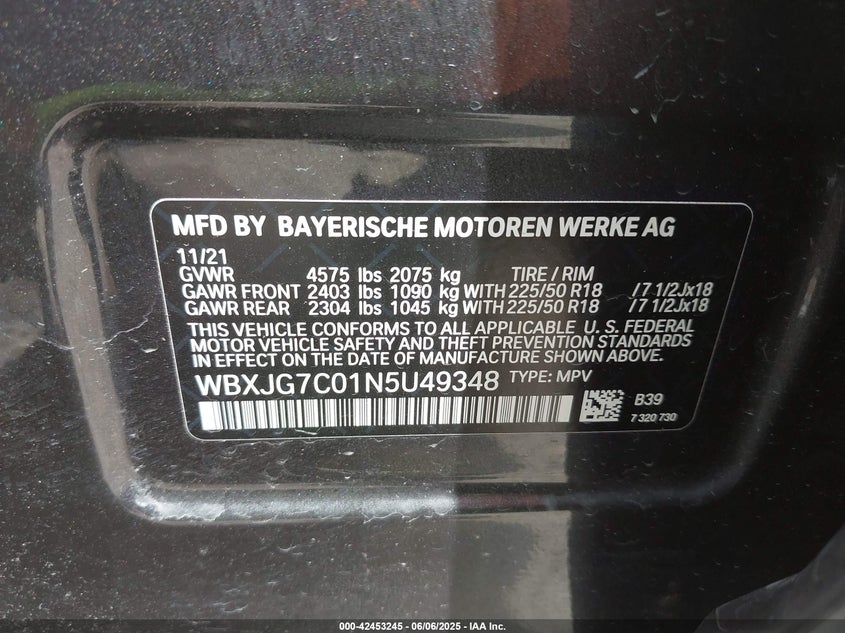 MFD BY BAYERISCHE MOTOREN WERKE AG
11/21
GVWR 4575 lbs 2075 kg TIRE / RIM
GAWR FRONT 2403 lbs 1090 kg WITH 225/50 R18 /7 1/2Jx18
GAWR REAR 2304 lbs 1045 kg WITH 225/50 R18 /7 1/2Jx18
THIS VEHICLE CONFORMS TO ALL APPLICABLE U. S. FEDERAL
MOTOR VEHICLE SAFETY AND THEFT PREVENTION STANDARDS
IN EFFECT ON THE DATE OF MANUFACTURE SHOWN ABOVE.
WBXJG7C01N5U49348 TYPE: MPV
B39
7 320 730
000-42453245 - 06/06/2025 - IAA Inc.